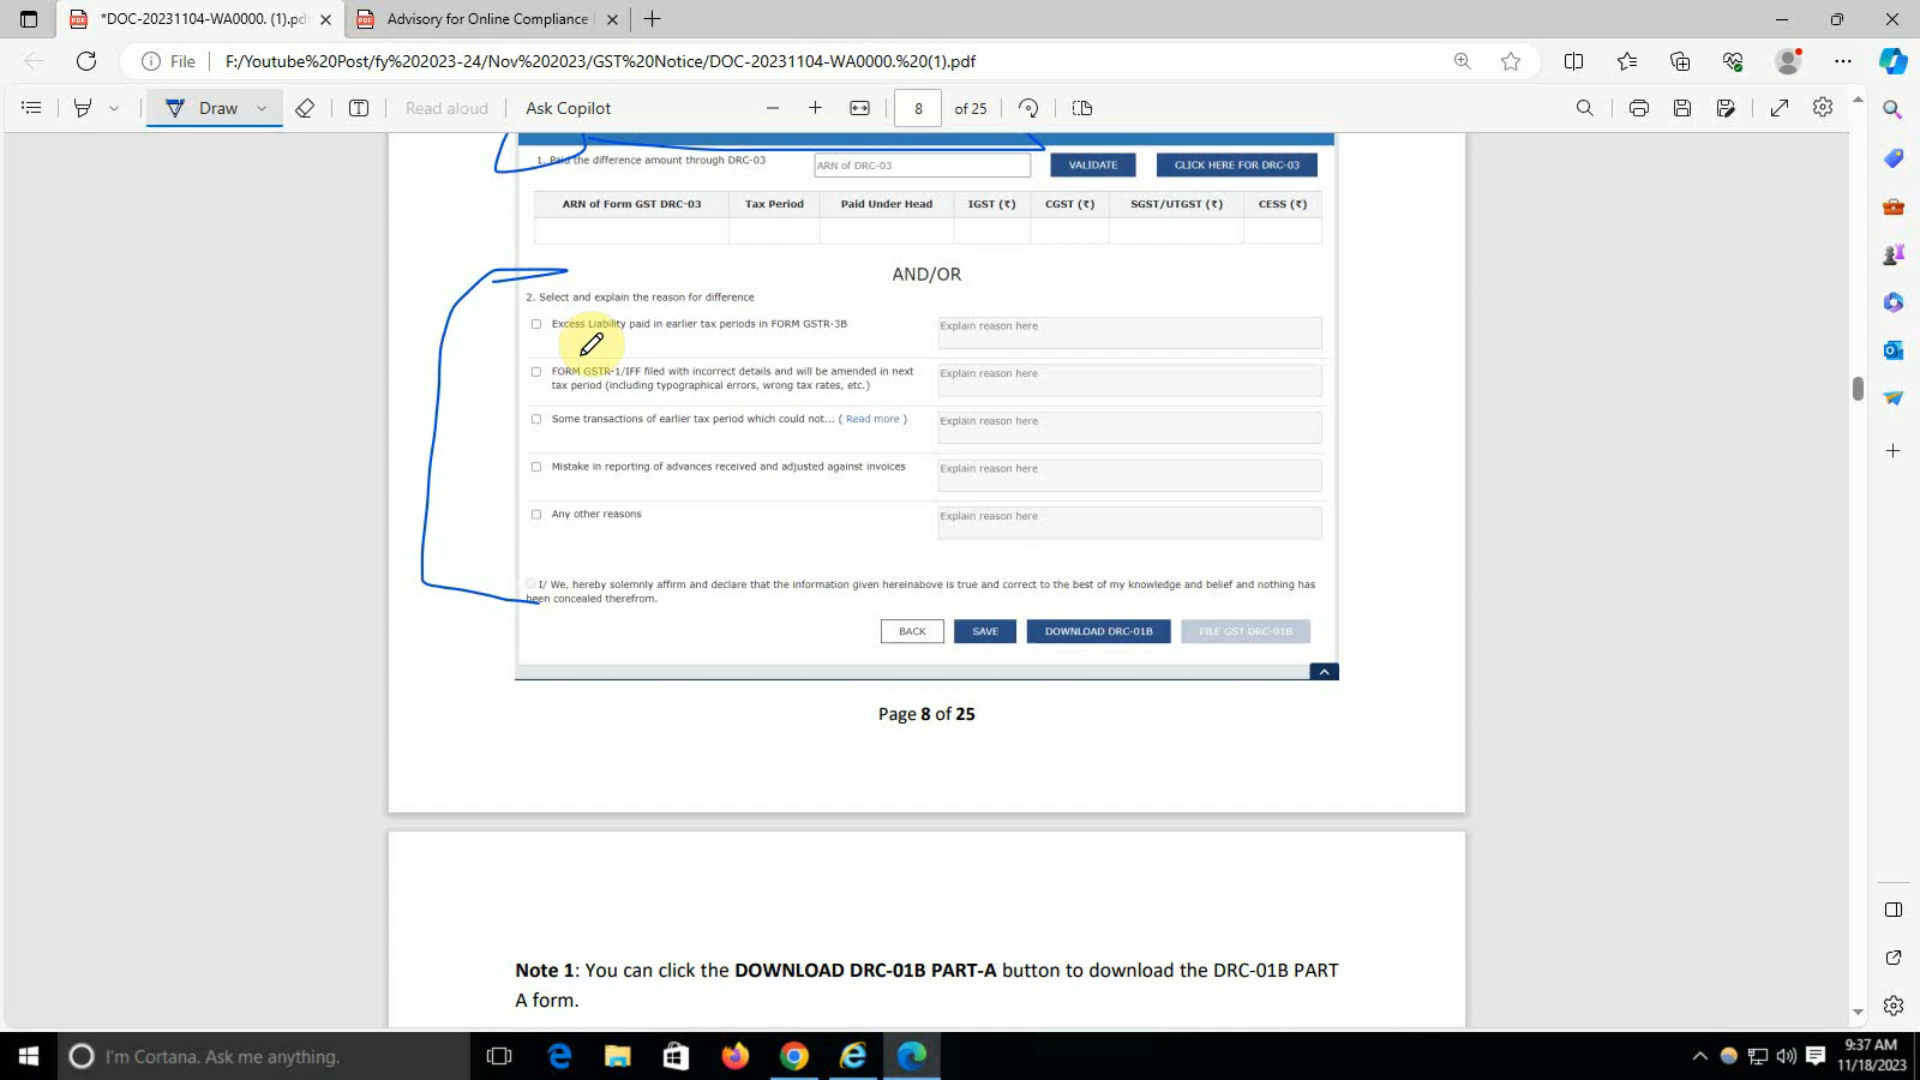 *DOC-20231104-WA0000. (1).pd
Advisory for Online Compliance
File
F:/Youtube%20Post/fy%202023-24/Nov%202023/GST%20Notice/DOC-20231104-WA0000.%20(1).pdf
Draw
Read aloud
Ask Copilot
8
of 25
1. Paid the difference amount through DRC-03
ARN of DRC-03
VALIDATE
CLICK HERE FOR DRC-03
ARN of Form GST DRC-03
Tax Period
Paid Under Head
IGST (₹)
CGST (₹)
SGST/UTGST (₹)
CESS (₹)
AND/OR
2. Select and explain the reason for difference
Excess Liability paid in earlier tax periods in FORM GSTR-3B
Explain reason here
FORM GSTR-1/IFF filed with incorrect details and will be amended in next
tax period (including typographical errors, wrong tax rates, etc.)
Explain reason here
Some transactions of earlier tax period which could not... ( Read more )
Explain reason here
Mistake in reporting of advances received and adjusted against invoices
Explain reason here
Any other reasons
Explain reason here
I/ We, hereby solemnly affirm and declare that the information given hereinabove is true and correct to the best of my knowledge and belief and nothing has
been concealed therefrom.
BACK
SAVE
DOWNLOAD DRC-01B
FILE GST DRC-01B
Page 8 of 25
Note 1: You can click the DOWNLOAD DRC-01B PART-A button to download the DRC-01B PART
A form.
I'm Cortana. Ask me anything.
9:37 AM
11/18/2023